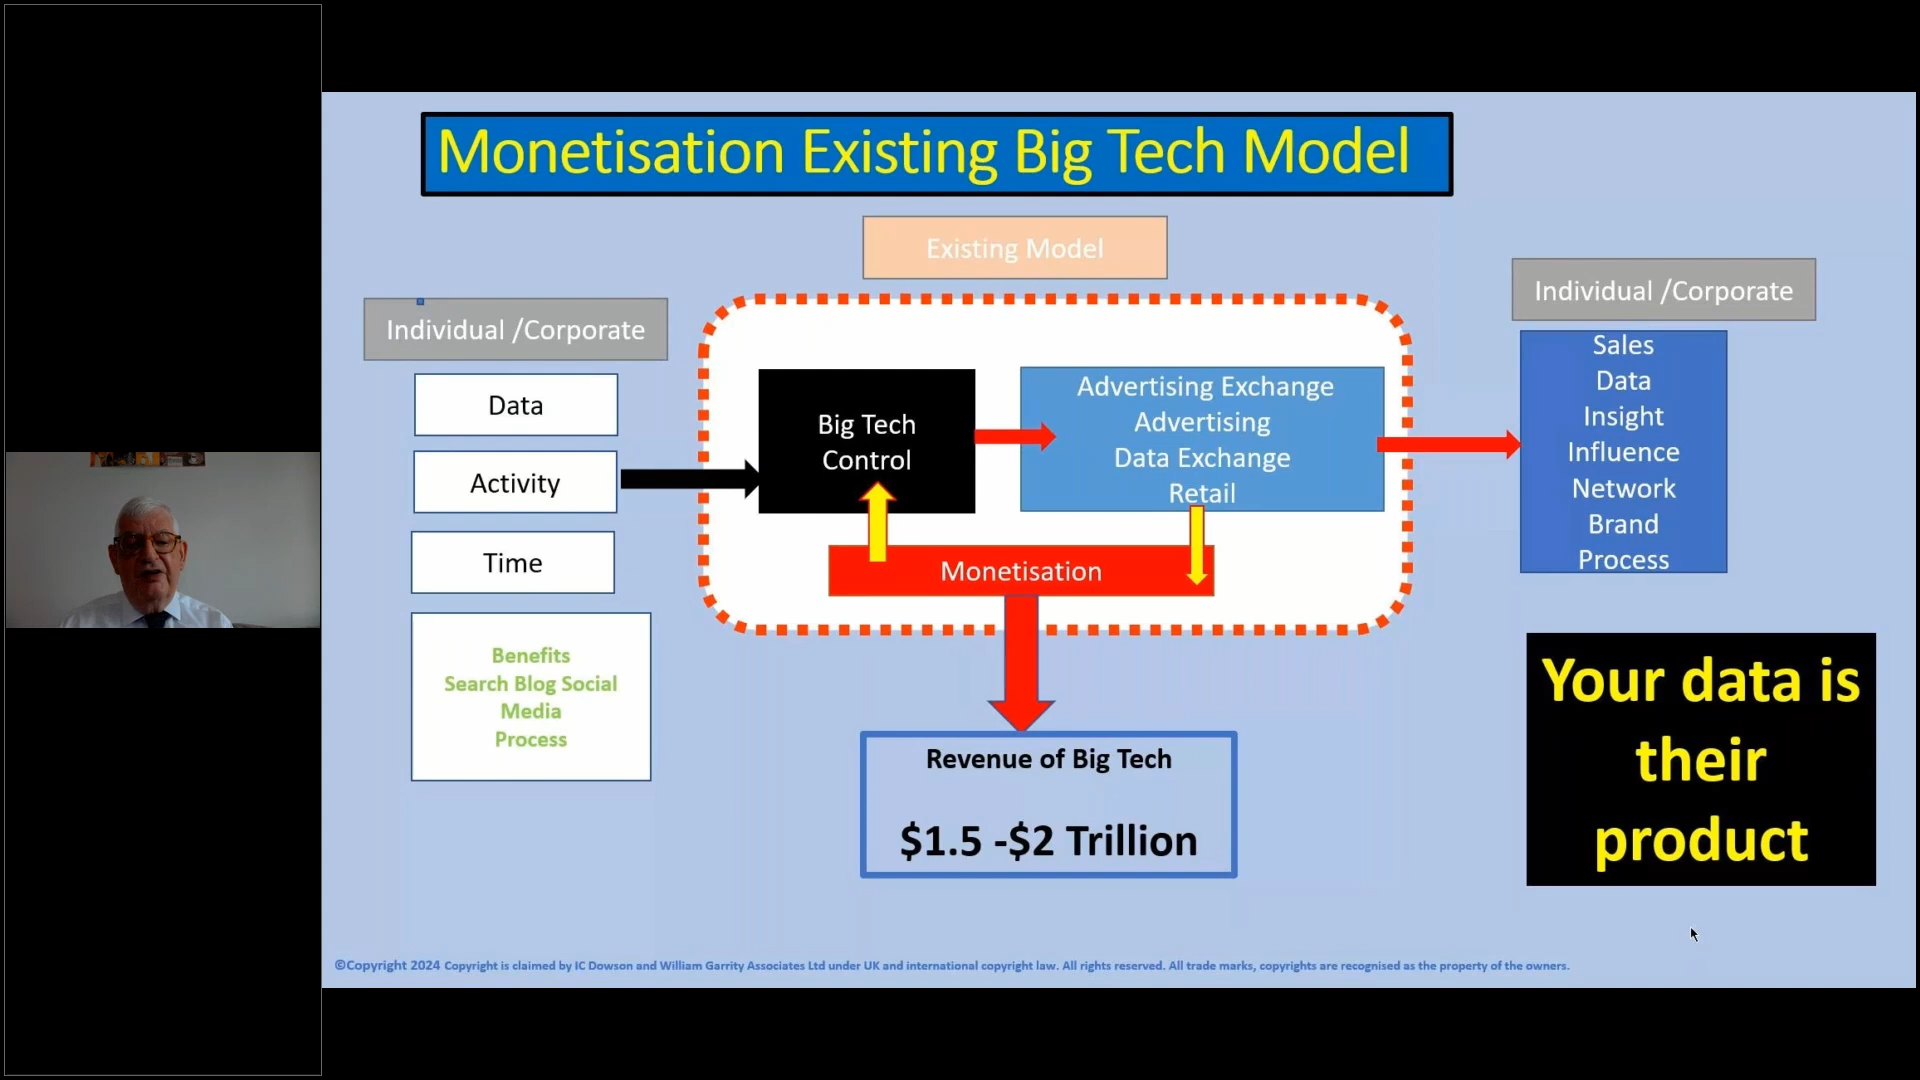 Monetisation Existing Big Tech Model
Existing Model
Individual /Corporate
Data
Activity
Time
Benefits
Search Blog Social
Media
Process
Big Tech
Control
Advertising Exchange
Advertising
Data Exchange
Retail
Monetisation
Revenue of Big Tech
$1.5 -$2 Trillion
Individual /Corporate
Sales
Data
Insight
Influence
Network
Brand
Process
Your data is
their
product
©Copyright 2024 Copyright is claimed by IC Dowson and William Garrity Associates Ltd under UK and international copyright law. All rights reserved. All trade marks, copyrights are recognised as the property of the owners.